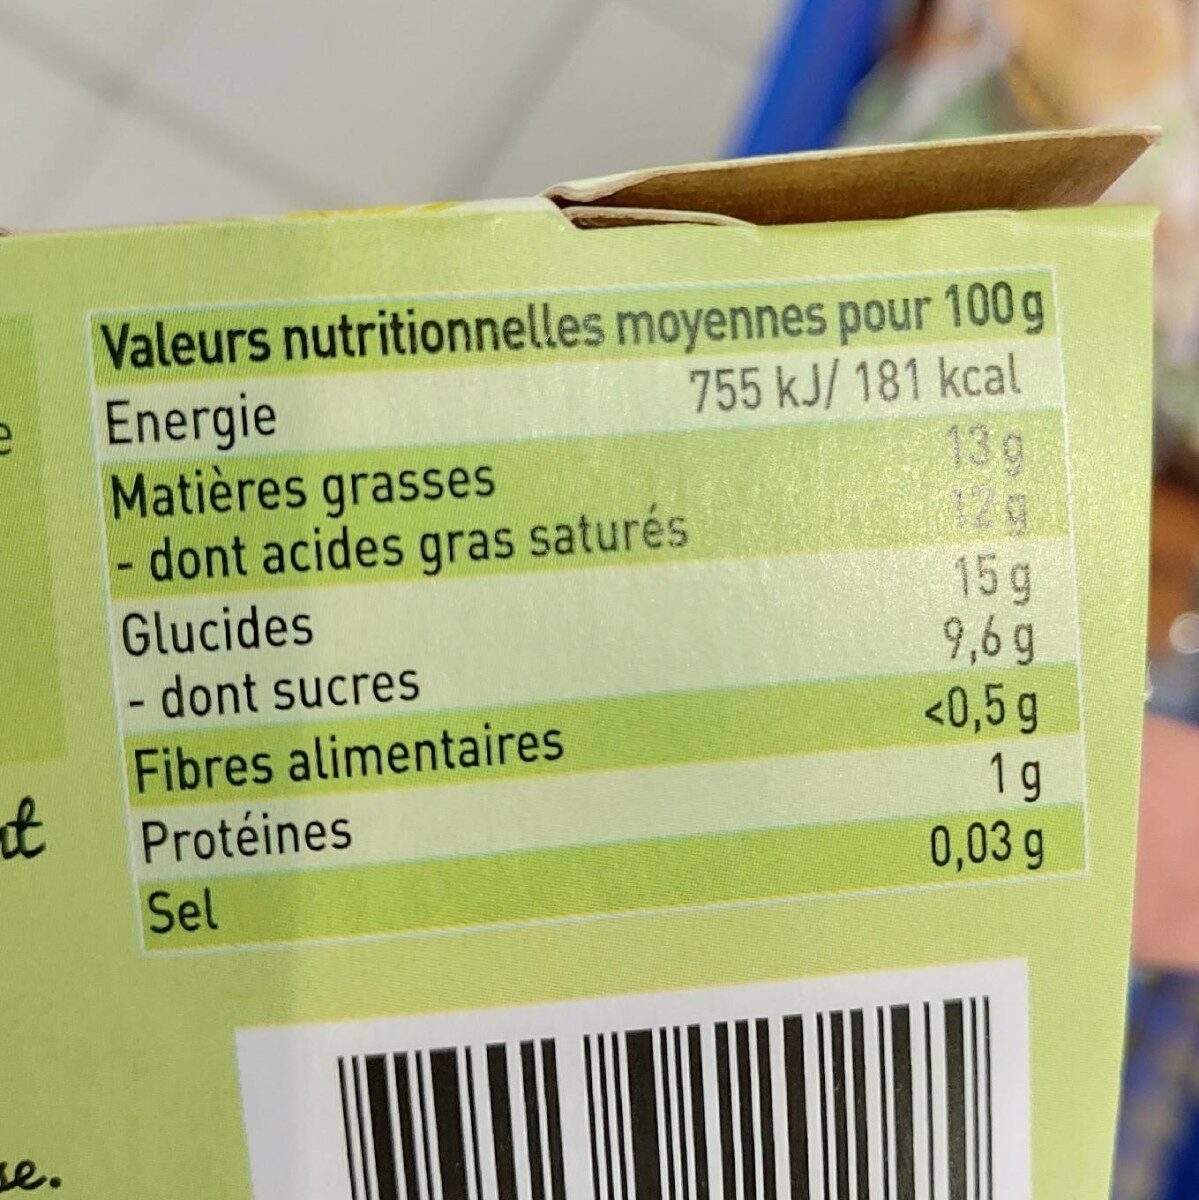 Valeurs nutritionnelles moyennes pour 100 g
Energie 755 kJ/ 181 kcal
Matières grasses 13 g
- dont acides gras saturés 12 g
Glucides 15 g
- dont sucres 9,6 g
Fibres alimentaires <0,5 g
Protéines 1 g
Sel 0,03 g